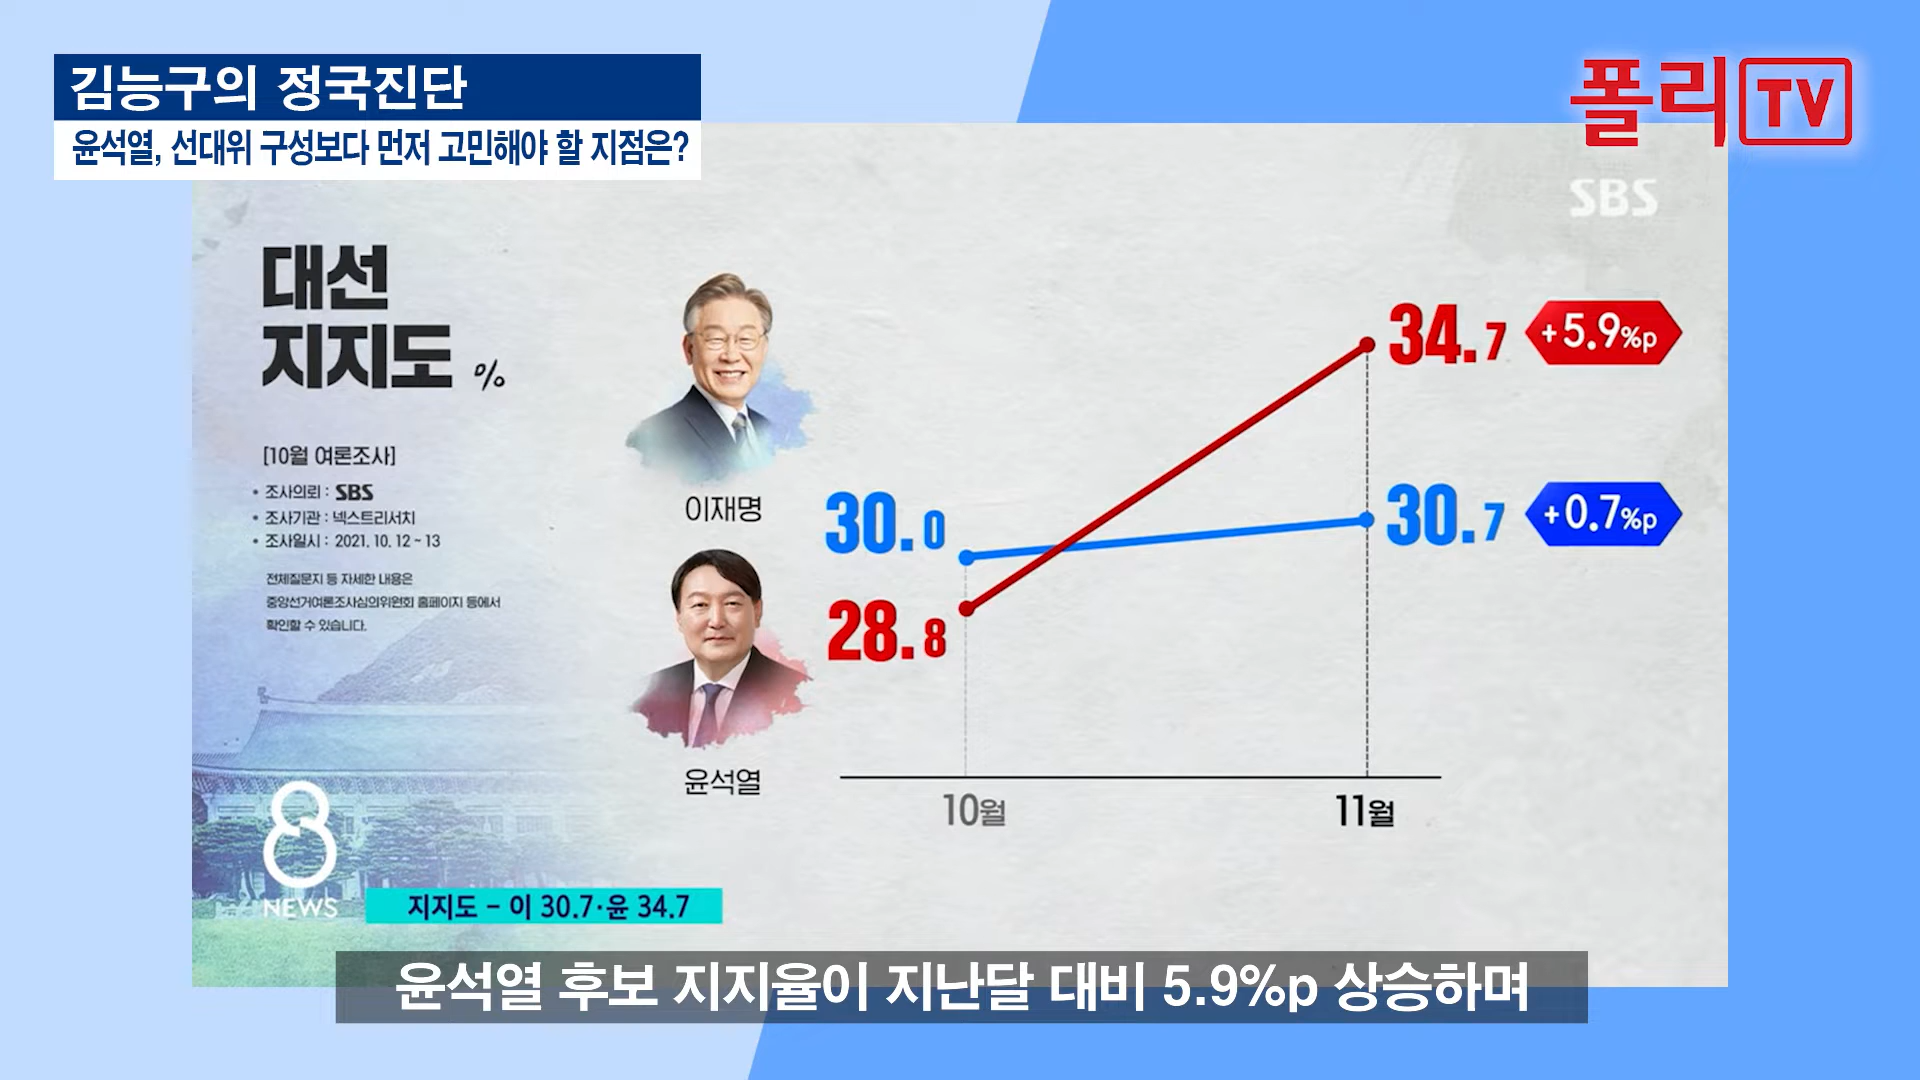 김능구의 정국진단
윤석열, 선대위 구성보다 먼저 고민해야 할 지점은?
폴리TV
SBS
대선
지지도 %
[10월 여론조사]
• 조사의뢰 : SBS
• 조사기관 : 넥스트리서치
• 조사일시 : 2021. 10. 12 ~ 13
전체질문지 등 자세한 내용은
중앙선거여론조사심의위원회 홈페이지 등에서
확인할 수 있습니다.
이재명
윤석열
34.7 +5.9%p
30.0
30.7 +0.7%p
28.8
10월
11월
8
NEWS
지지도 - 이 30.7·윤 34.7
윤석열 후보 지지율이 지난달 대비 5.9%p 상승하며